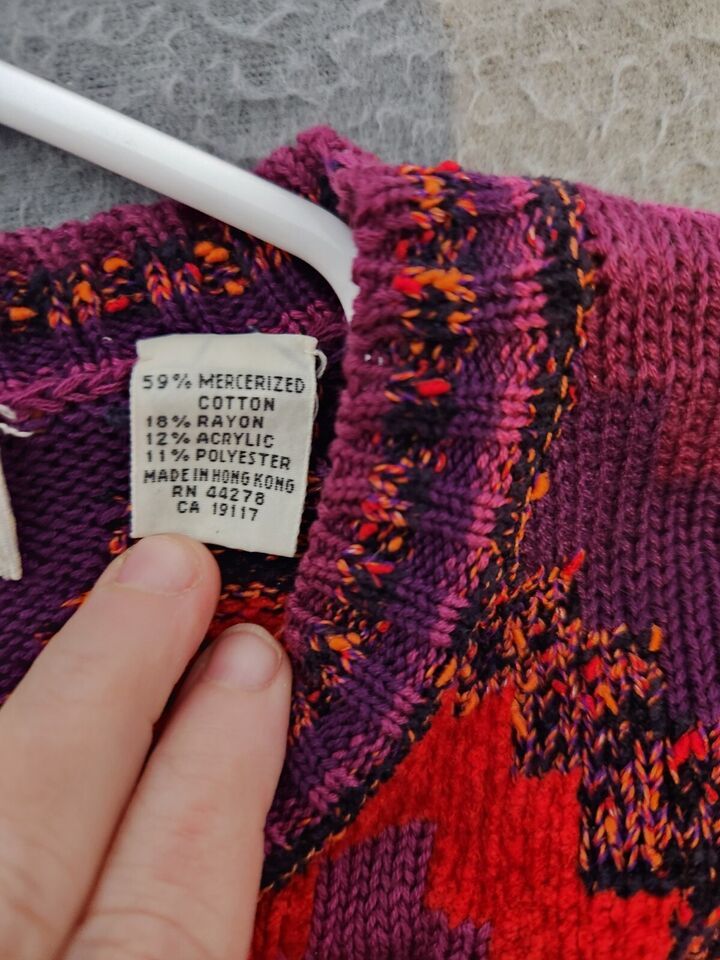 59% MERCERIZED
COTTON
18% RAYON
12% ACRYLIC
11% POLYESTER
MADE IN HONG KONG
RN 44278
CA 19117